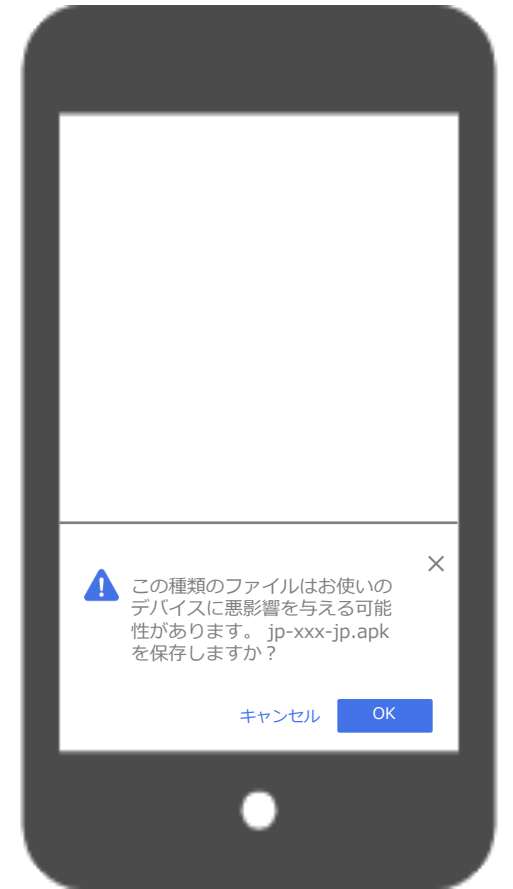 この種類のファイルはお使いの
デバイスに悪影響を与える可能
性があります。 jp-xxx-jp.apk
を保存しますか？
キャンセル OK